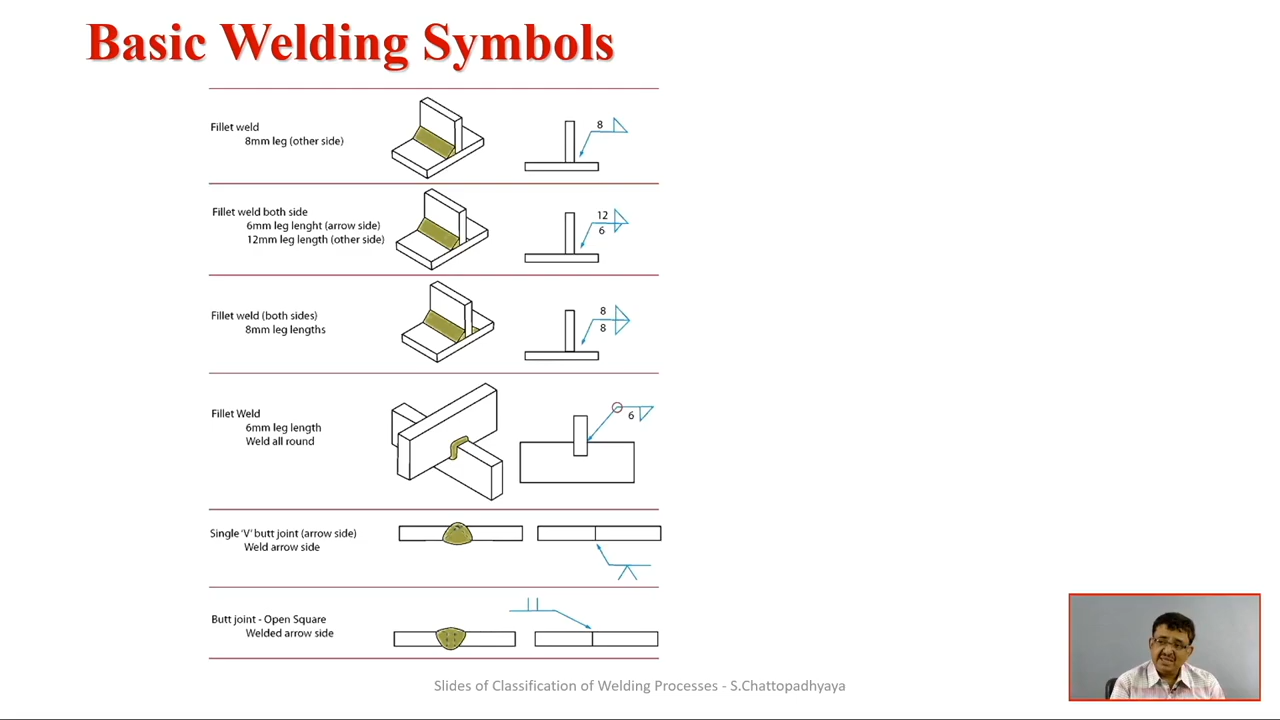 Basic Welding Symbols
Fillet weld
8mm leg (other side)
8
Fillet weld both side
6mm leg lenght (arrow side)
12mm leg length (other side)
12
6
Fillet weld (both sides)
8mm leg lengths
8
8
Fillet Weld
6mm leg length
Weld all round
6
Single 'V' butt joint (arrow side)
Weld arrow side
Butt joint - Open Square
Welded arrow side
Slides of Classification of Welding Processes - S.Chattopadhyaya